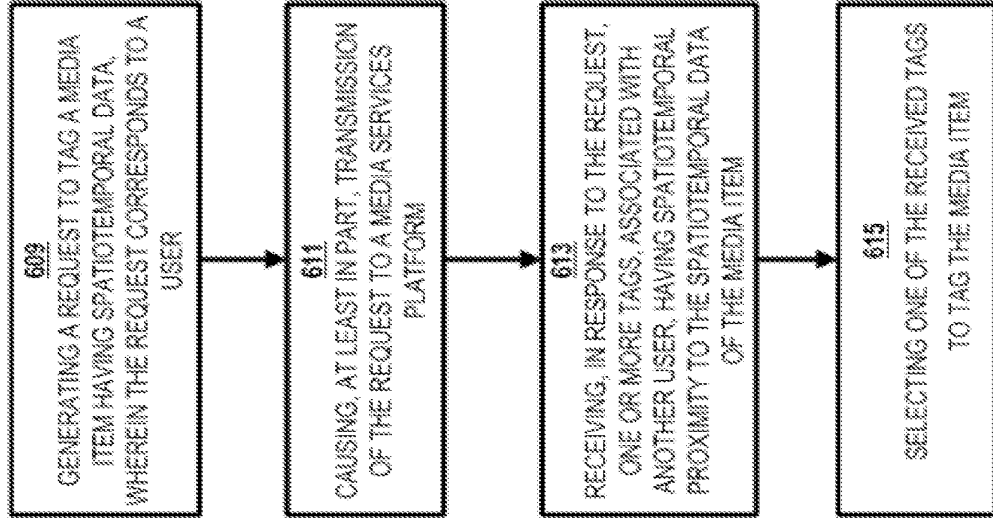 609
GENERATING A REQUEST TO TAG A MEDIA
ITEM HAVING SPATIOTEMPORAL DATA,
WHEREIN THE REQUEST CORRESPONDS TO A
USER
611
CAUSING, AT LEAST IN PART, TRANSMISSION
OF THE REQUEST TO A MEDIA SERVICES
PLATFORM
613
RECEIVING, IN RESPONSE TO THE REQUEST,
ONE OR MORE TAGS, ASSOCIATED WITH
ANOTHER USER, HAVING SPATIOTEMPORAL
PROXIMITY TO THE SPATIOTEMPORAL DATA
OF THE MEDIA ITEM
615
SELECTING ONE OF THE RECEIVED TAGS
TO TAG THE MEDIA ITEM